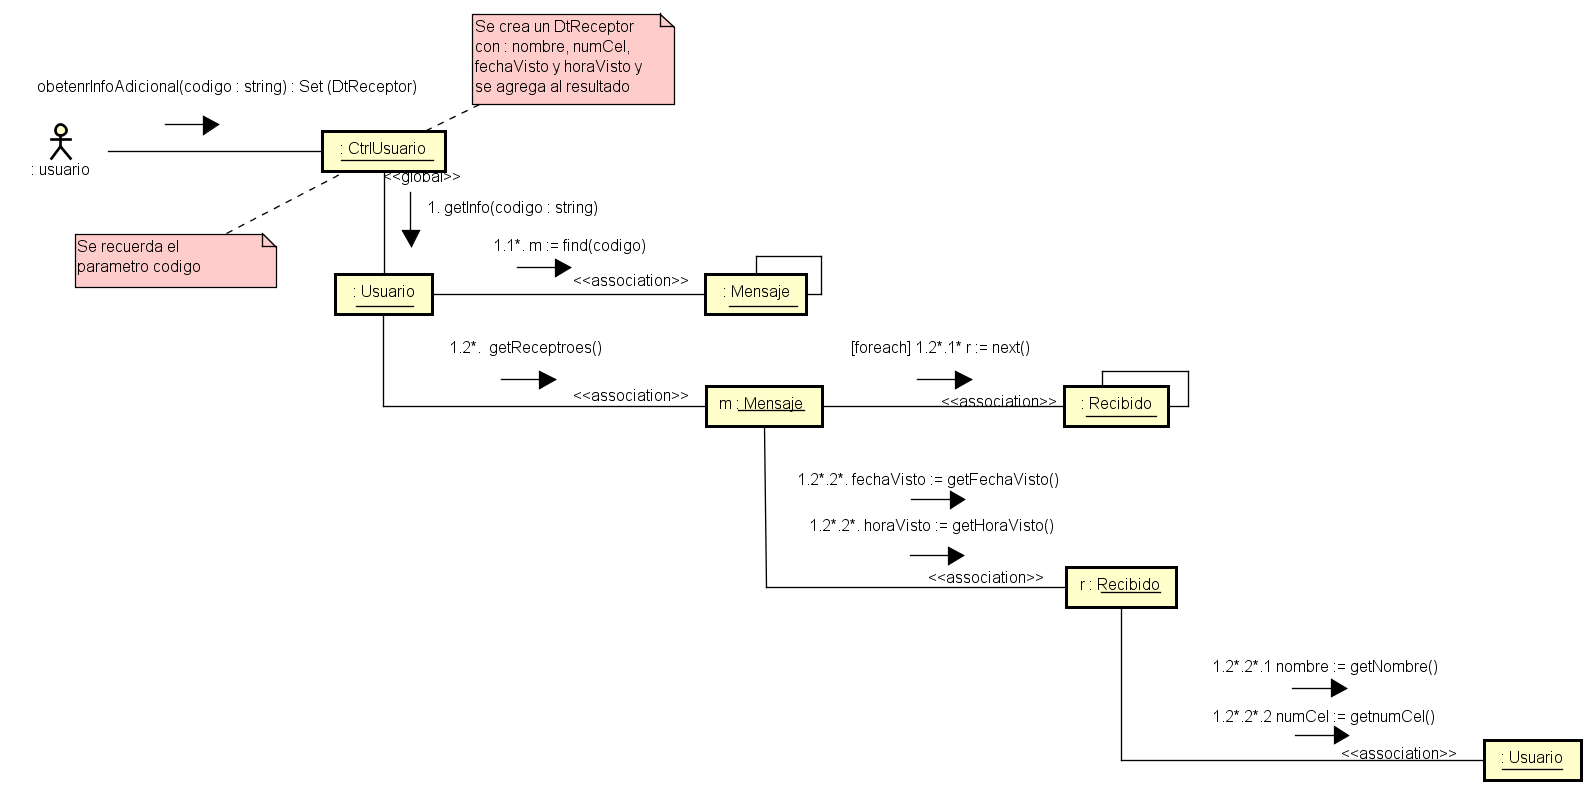 Se crea un DtReceptor
con : nombre, numCel,
fechaVisto y horaVisto y
se agrega al resultado
obetenrInfoAdicional(codigo : string) : Set (DtReceptor)
: usuario
: CtrlUsuario
<<global>>
1. getInfo(codigo : string)
Se recuerda el
parametro codigo
1.1*. m := find(codigo)
<<association>>
: Usuario
: Mensaje
1.2*. getReceptroes()
[foreach] 1.2*.1* r := next()
<<association>>
<<association>>
m : Mensaje
: Recibido
1.2*.2*. fechaVisto := getFechaVisto()
1.2*.2*. horaVisto := getHoraVisto()
<<association>>
r : Recibido
1.2*.2*.1 nombre := getNombre()
1.2*.2*.2 numCel := getnumCel()
<<association>>
: Usuario